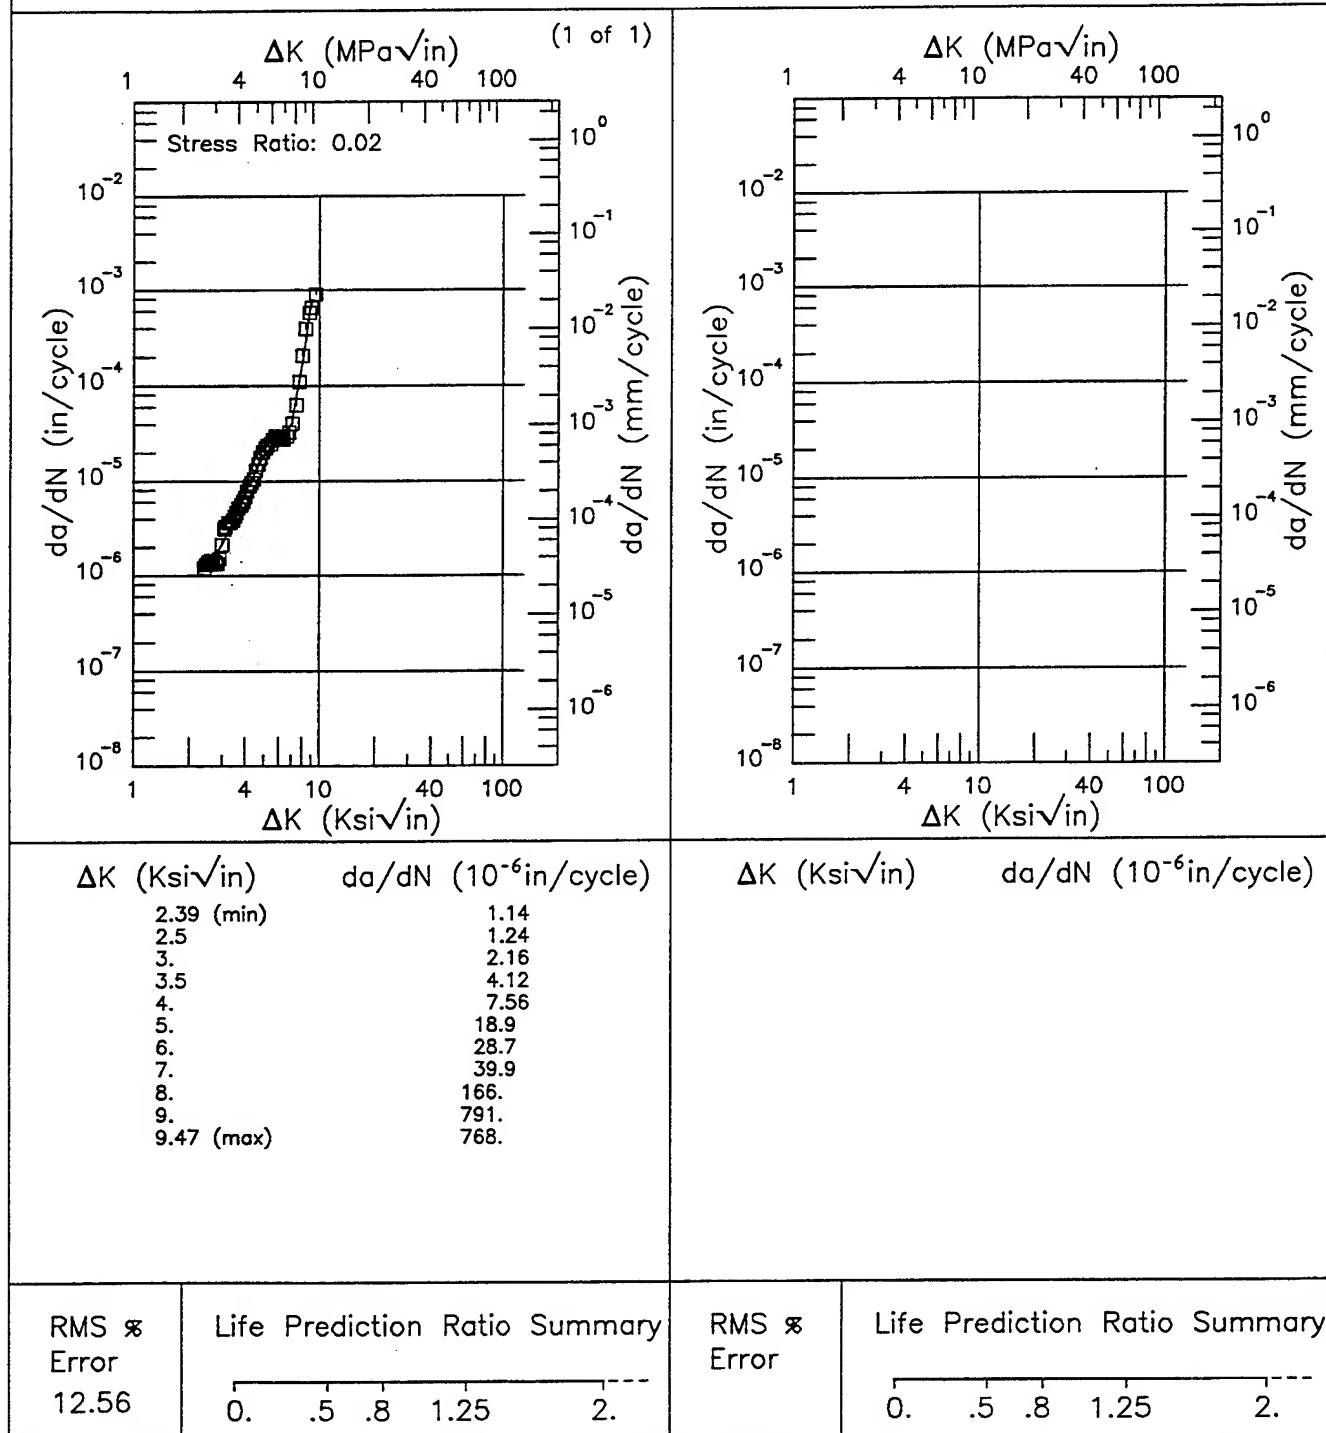 (1 of 1)
ΔK (MPa√in)
1 4 10 40 100
Stress Ratio: 0.02
da/dN (in/cycle)
10⁻²
10⁻³
10⁻⁴
10⁻⁵
10⁻⁶
10⁻⁷
10⁻⁸
10⁰
10⁻¹
10⁻²
10⁻³
10⁻⁴
10⁻⁵
10⁻⁶
da/dN (mm/cycle)
1 4 10 40 100
ΔK (Ksi√in)
ΔK (MPa√in)
1 4 10 40 100
da/dN (in/cycle)
10⁻²
10⁻³
10⁻⁴
10⁻⁵
10⁻⁶
10⁻⁷
10⁻⁸
10⁰
10⁻¹
10⁻²
10⁻³
10⁻⁴
10⁻⁵
10⁻⁶
da/dN (mm/cycle)
1 4 10 40 100
ΔK (Ksi√in)
ΔK (Ksi√in) da/dN (10⁻⁶in/cycle)
2.39 (min) 1.14
2.5 1.24
3. 2.16
3.5 4.12
4. 7.56
5. 18.9
6. 28.7
7. 39.9
8. 166.
9. 791.
9.47 (max) 768.
ΔK (Ksi√in) da/dN (10⁻⁶in/cycle)
RMS %
Error
12.56
Life Prediction Ratio Summary
0. .5 .8 1.25 2.
RMS %
Error
Life Prediction Ratio Summary
0. .5 .8 1.25 2.